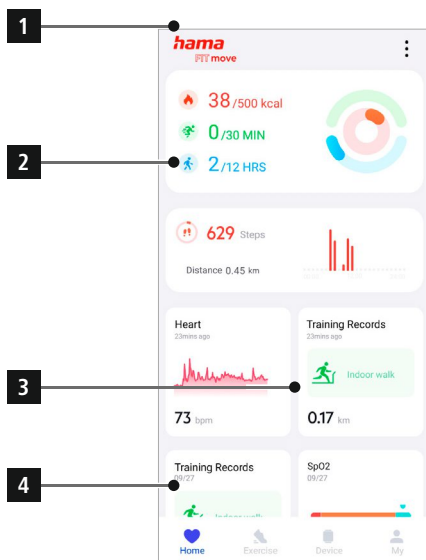 1
hama
FIT move
38/500 kcal
0/30 MIN
2
2/12 HRS
629 Steps
Distance 0.45 km
Heart
23mins ago
Training Records
23mins ago
3
Indoor walk
73 bpm
0.17 km
4
Training Records
09/27
SpO2
09/27
Indoor walk
Home
Exercise
Device
My